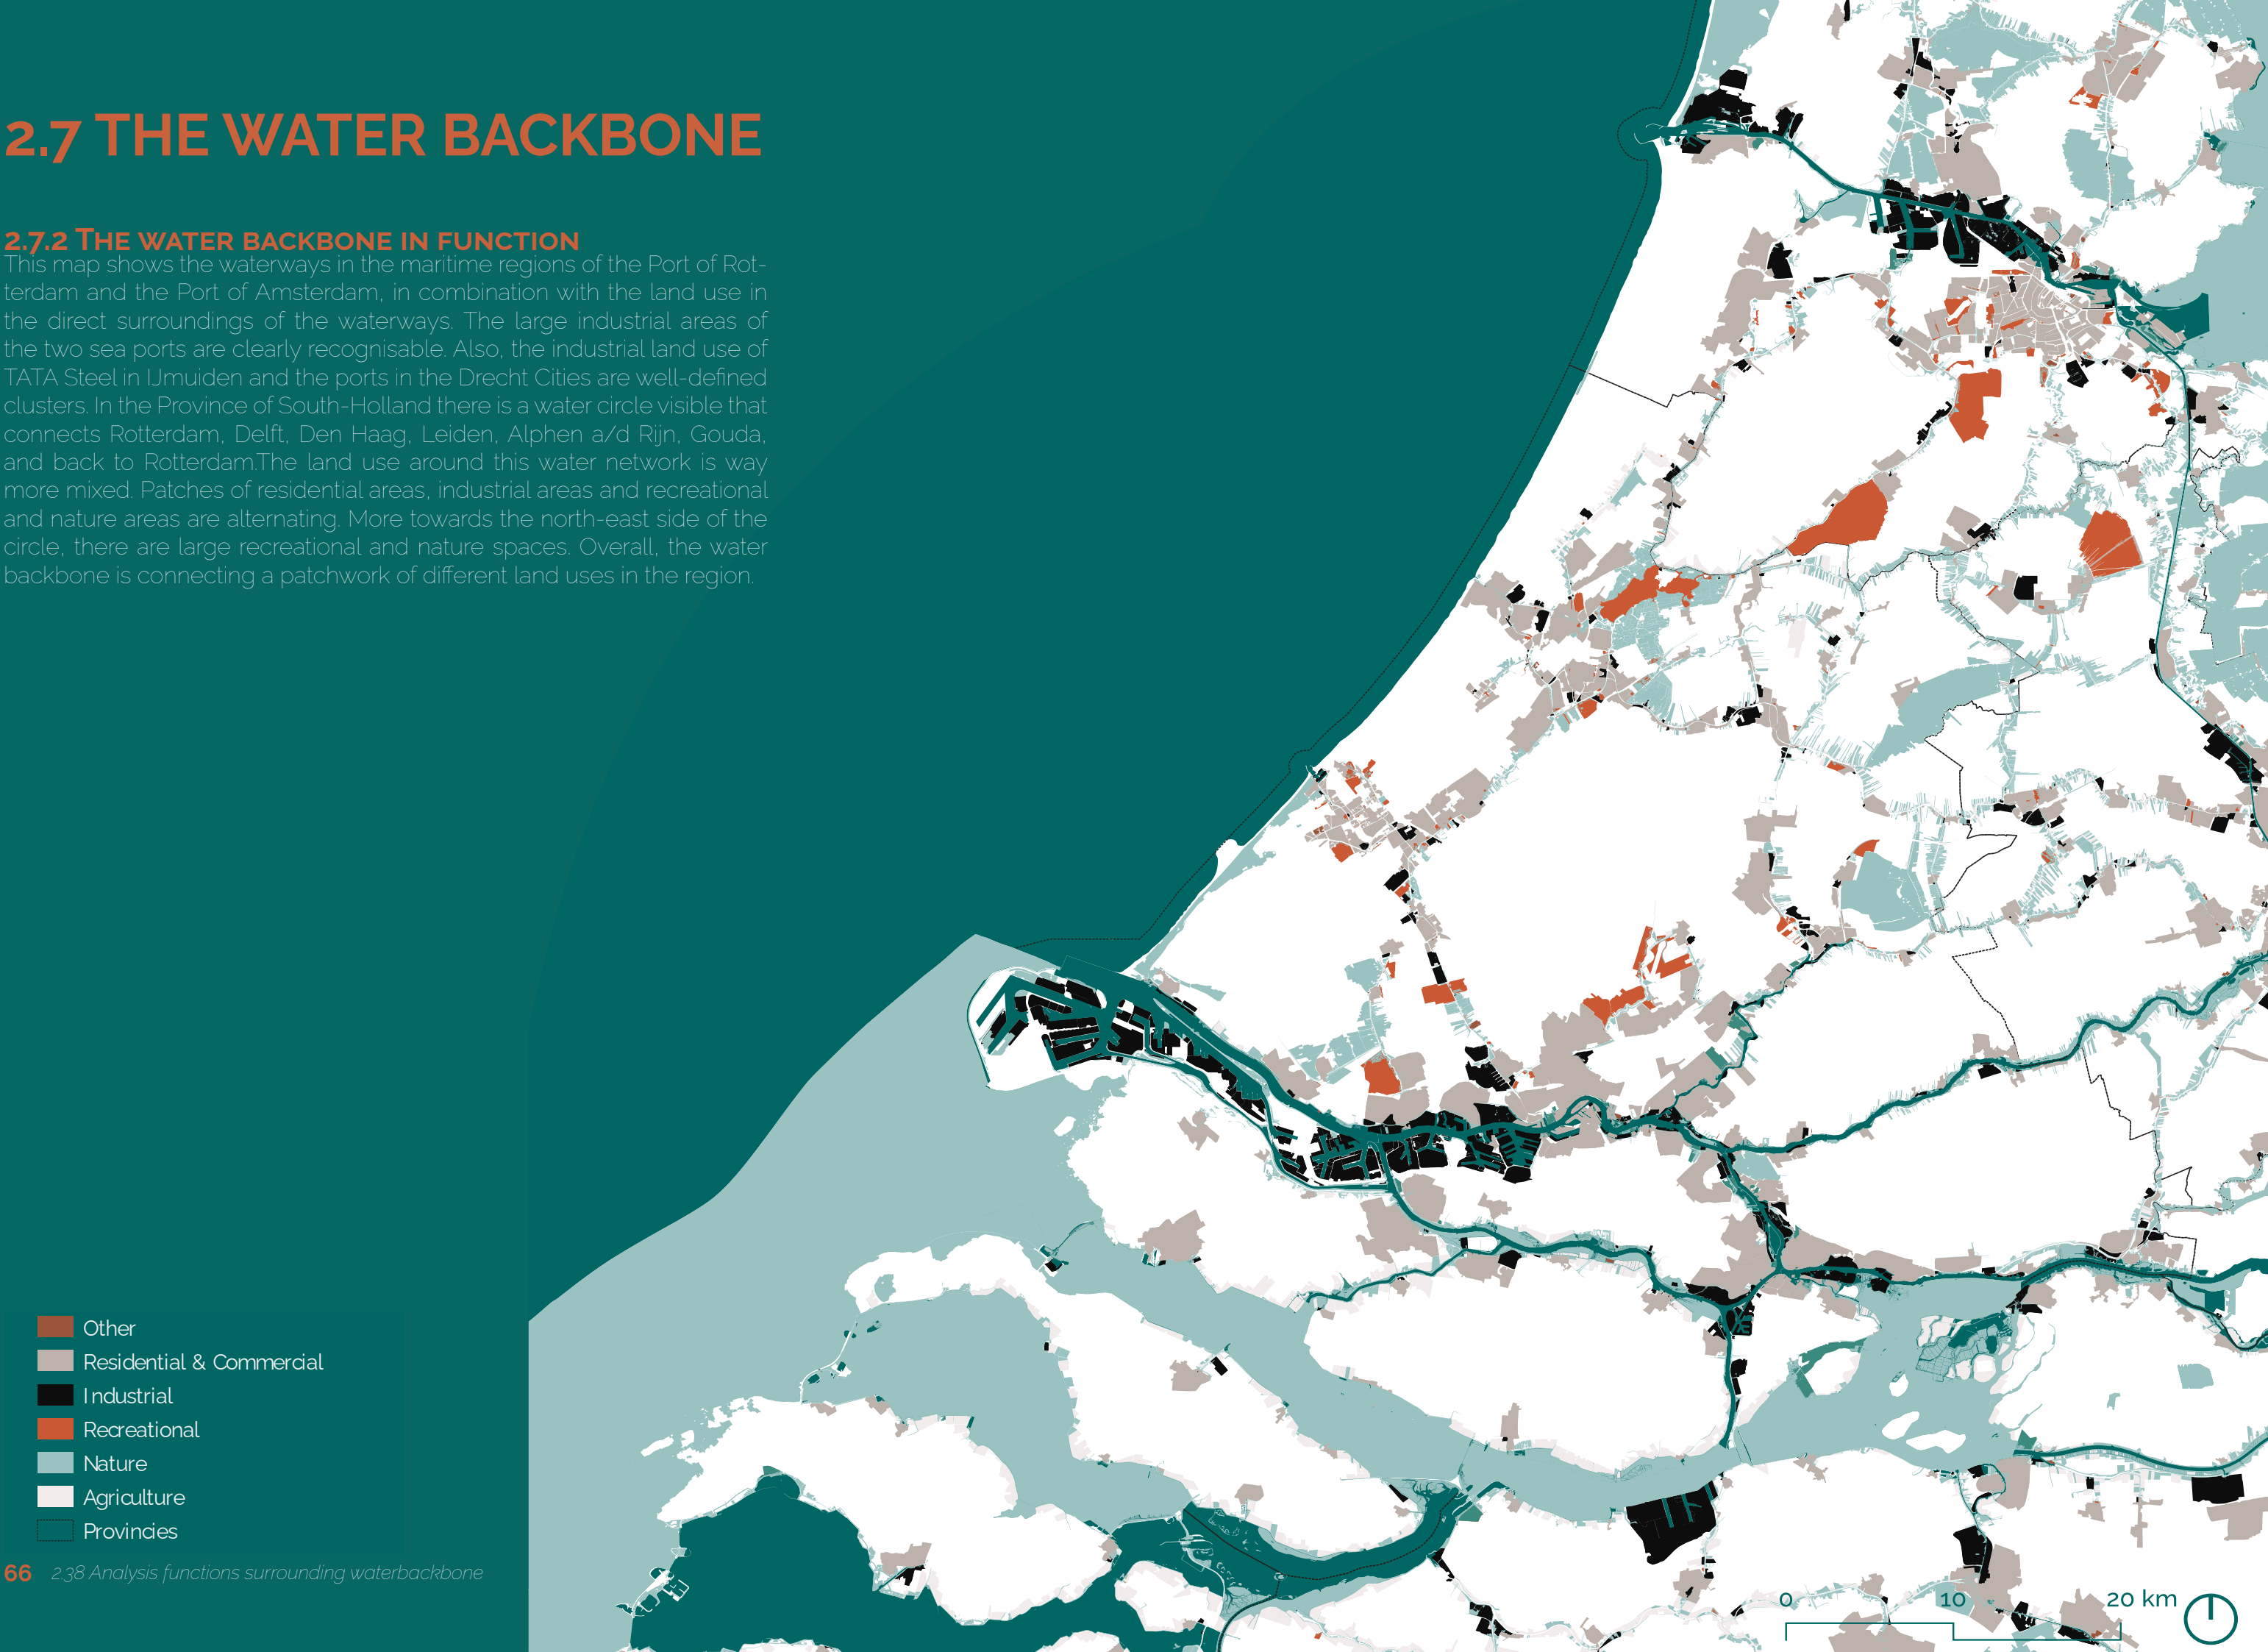 2.7 THE WATER BACKBONE
2.7.2 THE WATER BACKBONE IN FUNCTION
This map shows the waterways in the maritime regions of the Port of Rot-
terdam and the Port of Amsterdam, in combination with the land use in
the direct surroundings of the waterways. The large industrial areas of
the two sea ports are clearly recognisable. Also, the industrial land use of
TATA Steel in IJmuiden and the ports in the Drecht Cities are well-defined
clusters. In the Province of South-Holland there is a water circle visible that
connects Rotterdam, Delft, Den Haag, Leiden, Alphen a/d Rijn, Gouda,
and back to Rotterdam.The land use around this water network is way
more mixed. Patches of residential areas, industrial areas and recreational
and nature areas are alternating. More towards the north-east side of the
circle, there are large recreational and nature spaces. Overall, the water
backbone is connecting a patchwork of different land uses in the region.
Other
Residential & Commercial
Industrial
Recreational
Nature
Agriculture
Provincies
66 2.38 Analysis functions surrounding waterbackbone
0 10 20 km